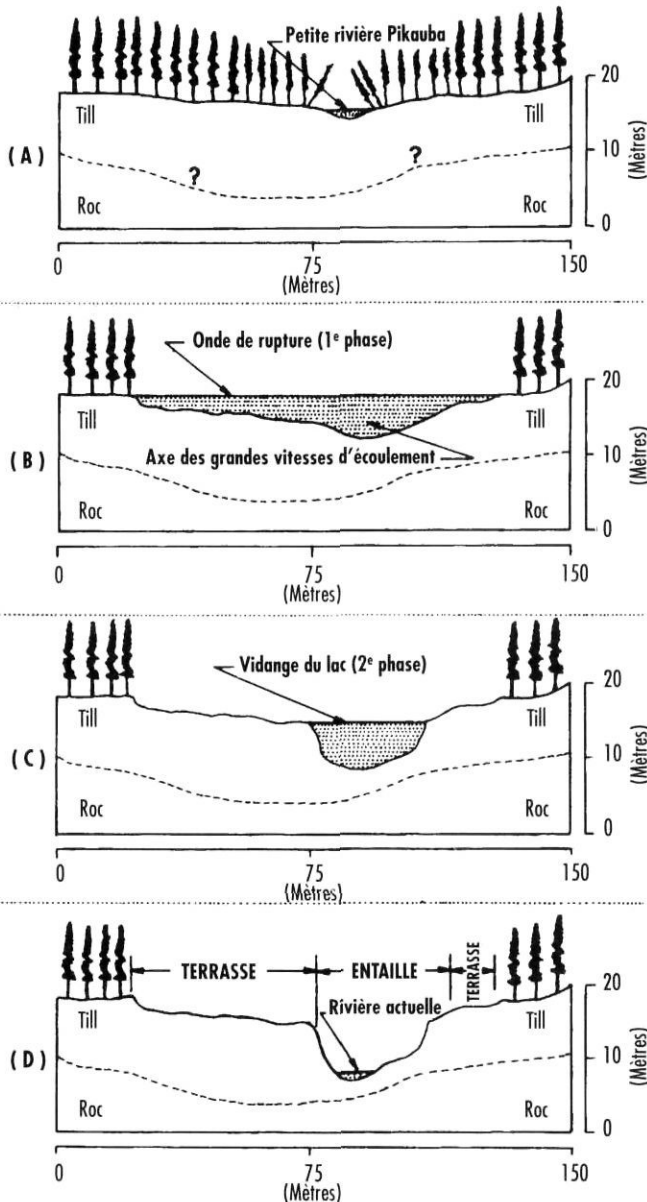 Petite rivière Pikauba
Till Till
( A )
? ?
Roc Roc
20
10
0
(Mètres)
0 75 150
(Mètres)
Onde de rupture (1e phase)
Till Till
( B )
Axe des grandes vitesses d'écoulement
Roc Roc
20
10
0
(Mètres)
0 75 150
(Mètres)
Vidange du lac (2e phase)
Till Till
( C )
Roc Roc
20
10
0
(Mètres)
0 75 150
(Mètres)
TERRASSE ENTAILLE TERRASSE
Rivière actuelle
Till Till
( D )
Roc Roc
20
10
0
(Mètres)
0 75 150
(Mètres)